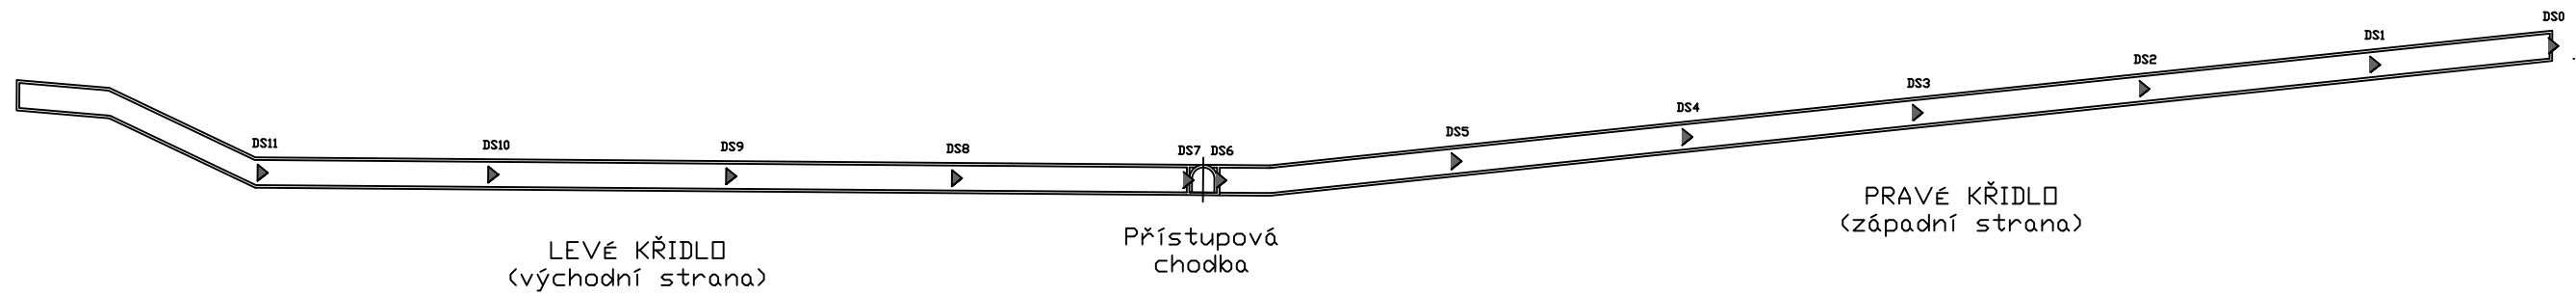 DS0
DS1
DS2
DS3
DS4
DS5
DS11
DS10
DS9
DS8
DS7 DS6
PRAVÉ KŘIDLO
(západní strana)
Přístupová
chodba
LEVÉ KŘIDLO
(východní strana)